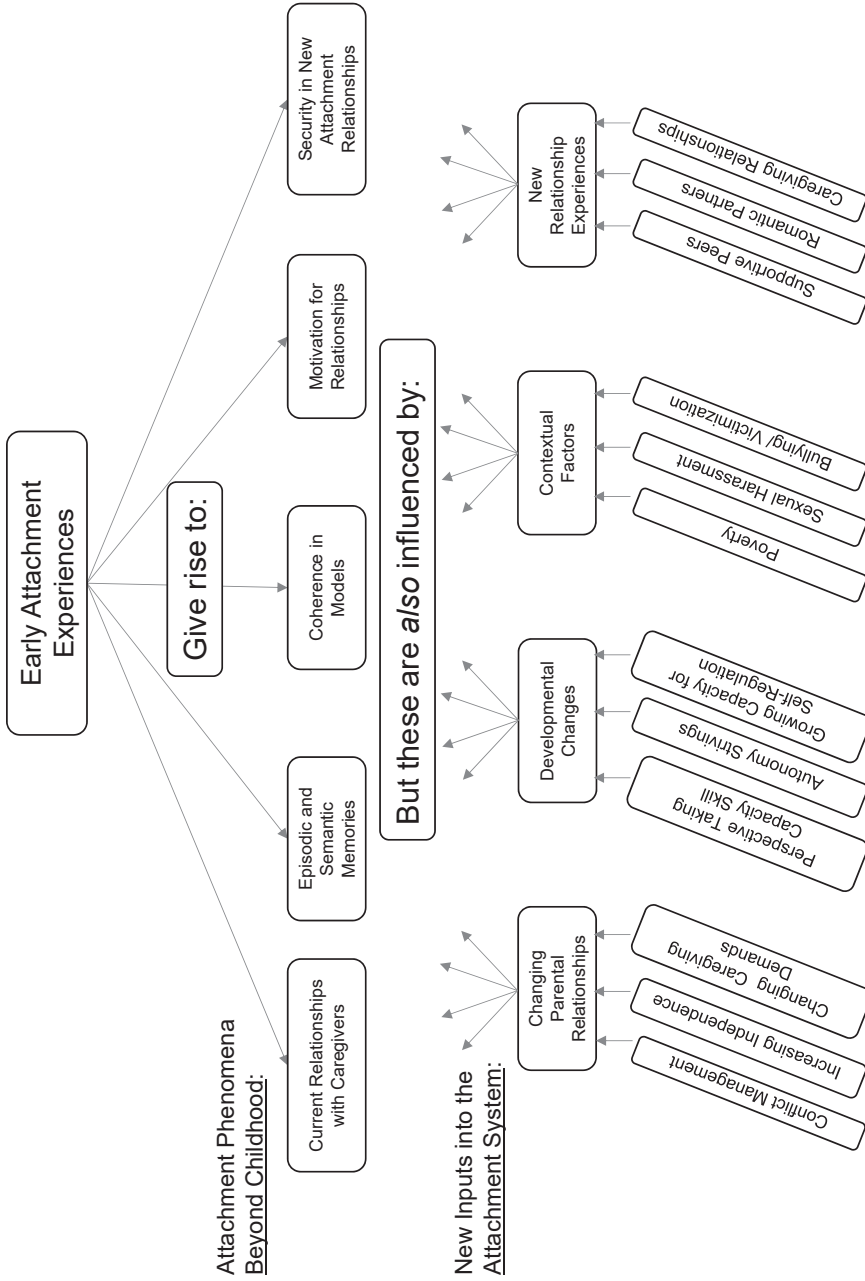 Early Attachment
Experiences
Give rise to:
Attachment Phenomena
Beyond Childhood:
Current Relationships
with Caregivers
Episodic and
Semantic
Memories
Coherence in
Models
Motivation for
Relationships
Security in New
Attachment
Relationships
But these are also influenced by:
New Inputs into the
Attachment System:
Changing
Parental
Relationships
Developmental
Changes
Contextual
Factors
New
Relationship
Experiences
Conflict Management
Increasing Independence
Changing Caregiving
Demands
Perspective Taking
Capacity Skill
Autonomy Strivings
Growing Capacity for
Self-Regulation
Poverty
Sexual Harassment
Bullying/Victimization
Supportive Peers
Romantic Partners
Caregiving Relationships